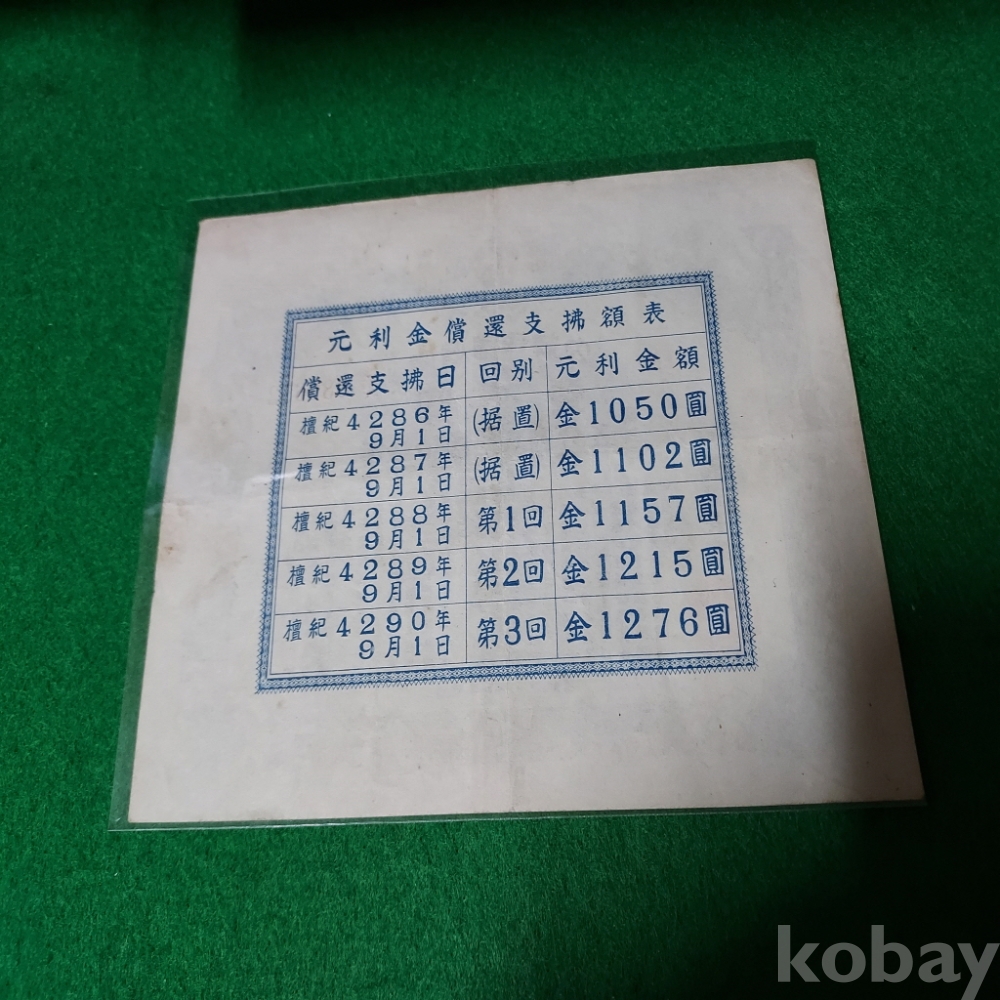 元利金償還支拂額表
償還支拂日 回別 元利金額
檀紀4286年9月1日 (据置) 金1050圓
檀紀4287年9月1日 (据置) 金1102圓
檀紀4288年9月1日 第1回 金1157圓
檀紀4289年9月1日 第2回 金1215圓
檀紀4290年9月1日 第3回 金1276圓
kobay